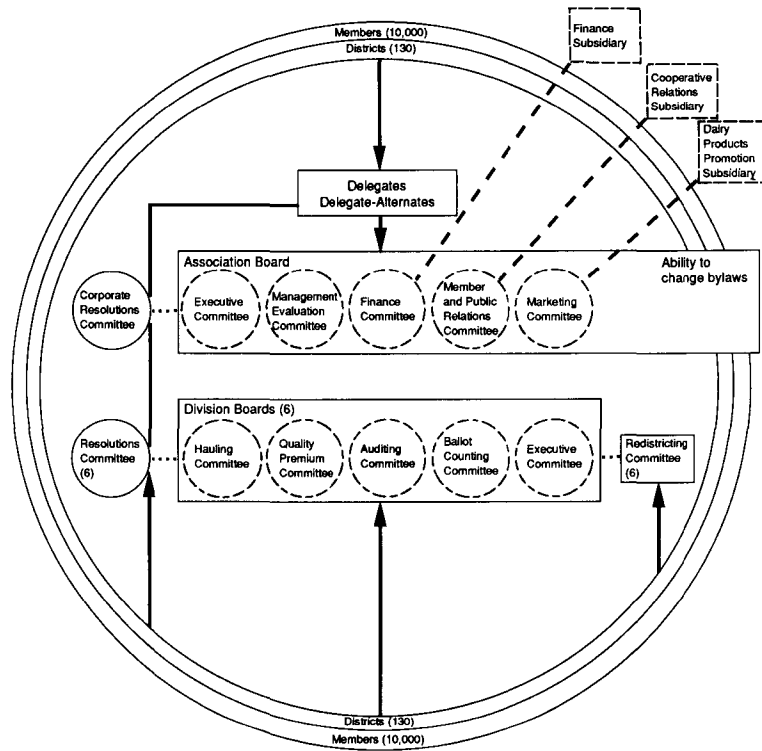 Members (10,000)
Districts (130)
Finance
Subsidiary
Cooperative
Relations
Subsidiary
Dairy
Products
Promotion
Subsidiary
Delegates
Delegate-Alternates
Association Board
Ability to
change bylaws
Corporate
Resolutions
Committee
Executive
Committee
Management
Evaluation
Committee
Finance
Committee
Member
and Public
Relations
Committee
Marketing
Committee
Division Boards (6)
Resolutions
Committee
(6)
Hauling
Committee
Quality
Premium
Committee
Auditing
Committee
Ballot
Counting
Committee
Executive
Committee
Redistricting
Committee
(6)
Districts (130)
Members (10,000)